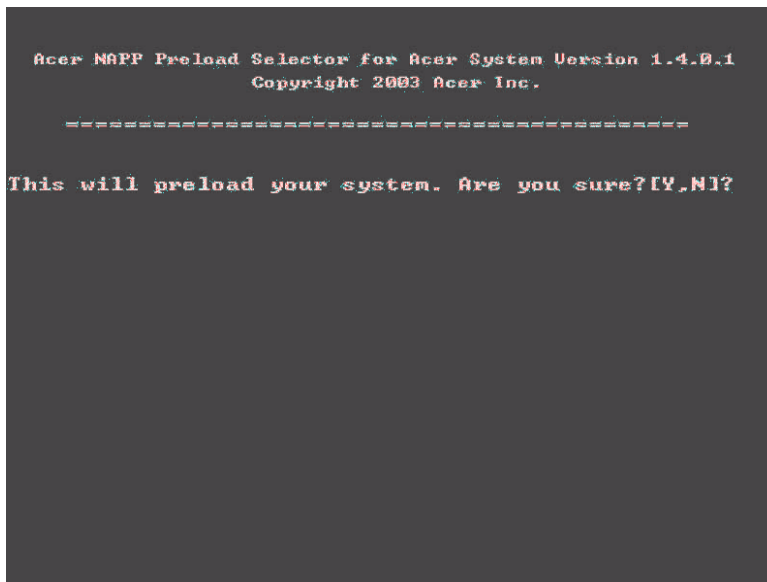 Acer NAPP Preload Selector for Acer System Version 1.4.0.1
Copyright 2003 Acer Inc.
===========================================
This will preload your system. Are you sure?[Y,N]?